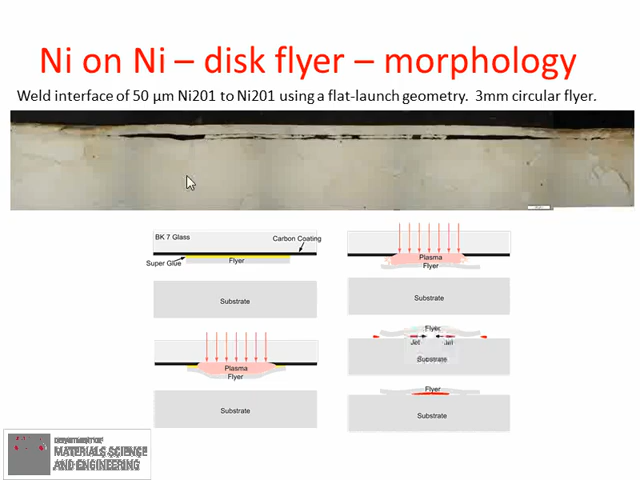 Ni on Ni – disk flyer – morphology
Weld interface of 50 µm Ni201 to Ni201 using a flat-launch geometry.  3mm circular flyer.
BK 7 Glass
Carbon Coating
Super Glue
Flyer
Substrate
Plasma
Flyer
Substrate
Plasma
Flyer
Substrate
Flyer
Jet
Jet
Substrate
Flyer
Substrate
MATERIALS SCIENCE
AND ENGINEERING